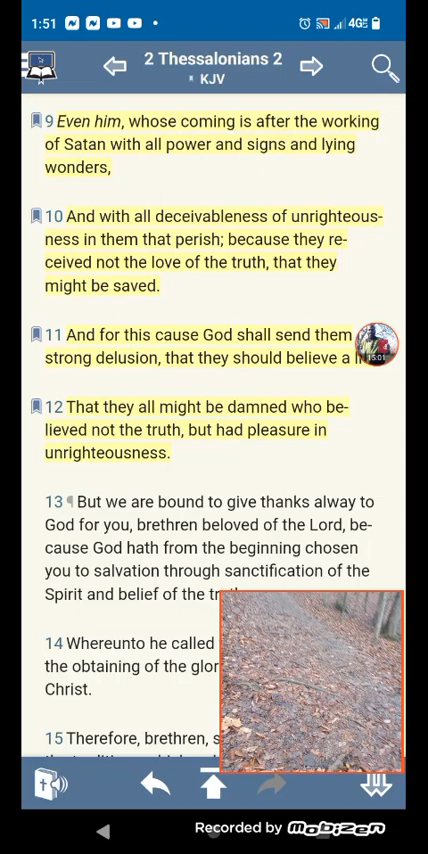 1:51
4G
2 Thessalonians 2
KJV
9 Even him, whose coming is after the working
of Satan with all power and signs and lying
wonders,
10 And with all deceivableness of unrighteous-
ness in them that perish; because they re-
ceived not the love of the truth, that they
might be saved.
11 And for this cause God shall send them
strong delusion, that they should believe a
15:01
12 That they all might be damned who be-
lieved not the truth, but had pleasure in
unrighteousness.
13 ¶ But we are bound to give thanks alway to
God for you, brethren beloved of the Lord, be-
cause God hath from the beginning chosen
you to salvation through sanctification of the
Spirit and belief of the
14 Whereunto he called
the obtaining of the
Christ.
15 Therefore, brethren,
Recorded by Mobizen